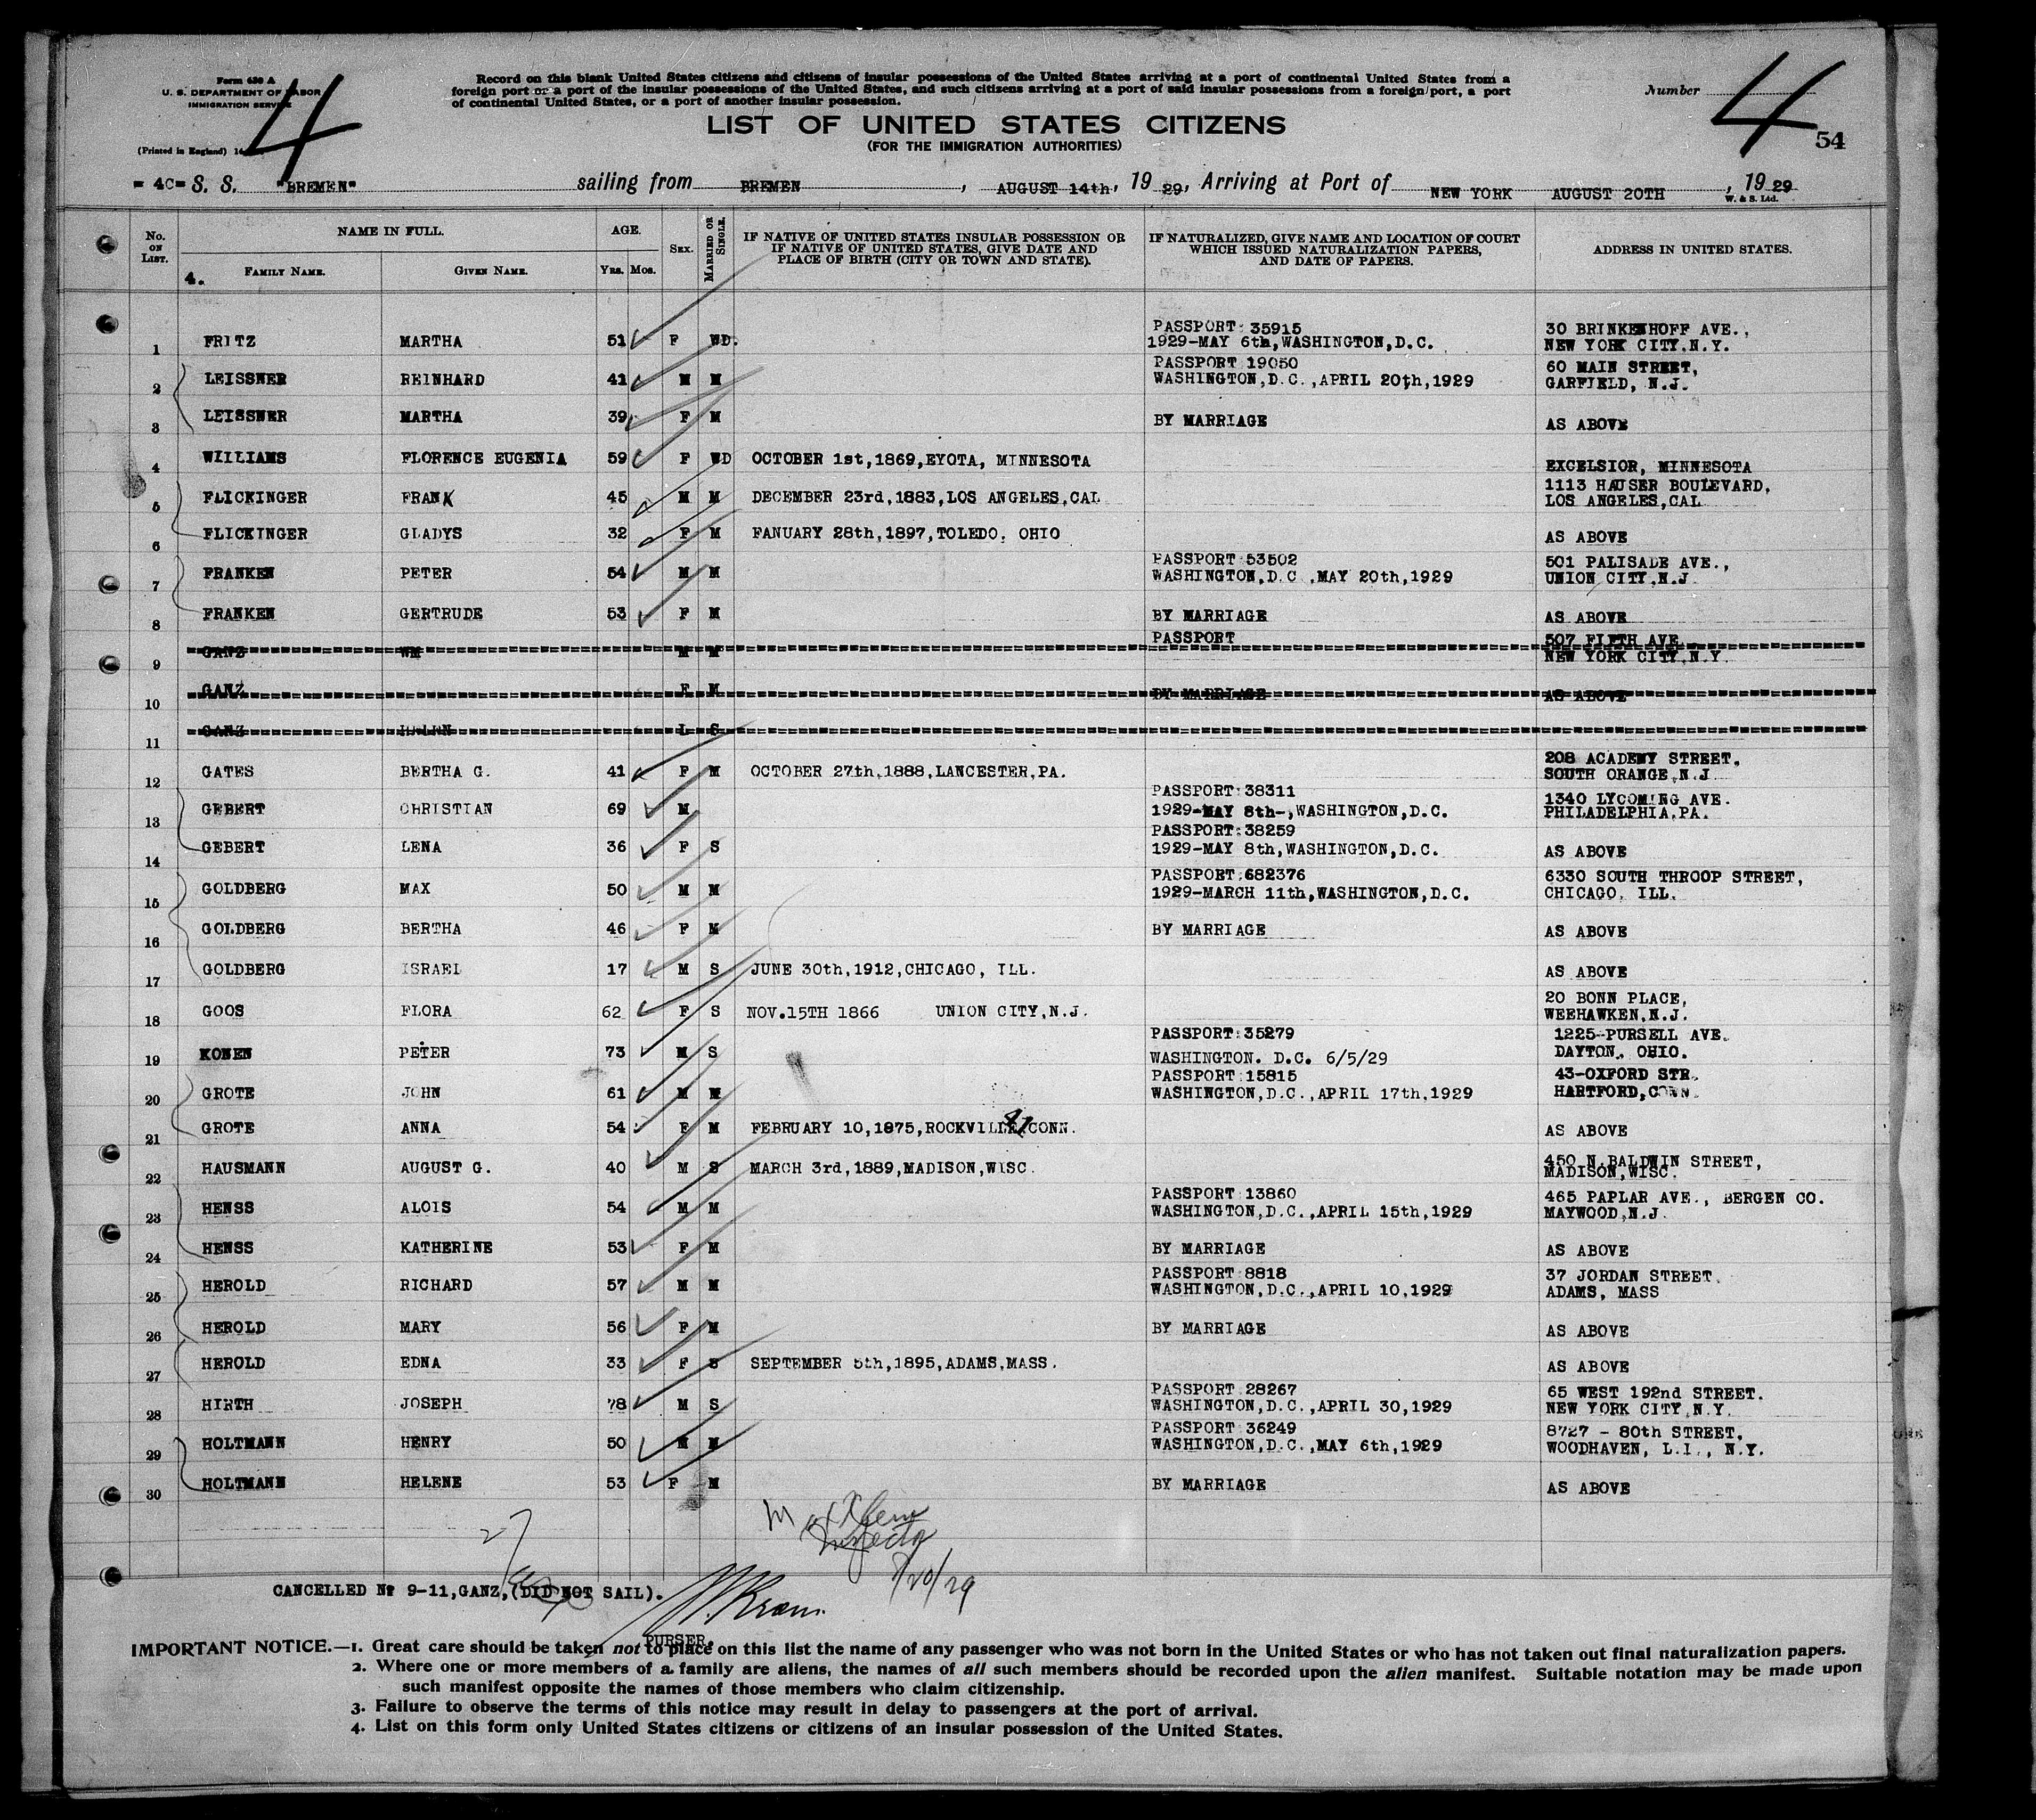 Form 630 A
U. S. DEPARTMENT OF LABOR
IMMIGRATION SERVICE
(Printed in England)
4
Record on this blank United States citizens and citizens of insular possessions of the United States arriving at a port of continental United States from a
foreign port or a port of the insular possessions of the United States, and such citizens arriving at a port of said insular possessions from a foreign port, a port
of continental United States, or a port of another insular possession.
Number 4
54
LIST OF UNITED STATES CITIZENS
(FOR THE IMMIGRATION AUTHORITIES)
= 4C= S. S. "BREMEN" sailing from BREMEN, AUGUST 14th, 19 29, Arriving at Port of NEW YORK AUGUST 20TH, 19 29
W. & S. Ltd.
No. ON LIST. NAME IN FULL. AGE. SEX. MARRIED OR SINGLE. IF NATIVE OF UNITED STATES INSULAR POSSESSION OR IF NATIVE OF UNITED STATES, GIVE DATE AND PLACE OF BIRTH (CITY OR TOWN AND STATE). IF NATURALIZED, GIVE NAME AND LOCATION OF COURT WHICH ISSUED NATURALIZATION PAPERS, AND DATE OF PAPERS. ADDRESS IN UNITED STATES.
4. FAMILY NAME. GIVEN NAME. YRS. MOS.
1 FRITZ MARTHA 51 F WD. PASSPORT: 35915 1929-MAY 6th, WASHINGTON, D.C. 30 BRINKENHOFF AVE., NEW YORK CITY, N.Y.
2 LEISSNER REINHARD 41 M M PASSPORT 19050 WASHINGTON, D.C., APRIL 20th, 1929 60 MAIN STREET, GARFIELD, N.J.
3 LEISSNER MARTHA 39 F M BY MARRIAGE AS ABOVE
4 WILLIAMS FLORENCE EUGENIA 59 F WD OCTOBER 1st, 1869, EYOTA, MINNESOTA EXCELSIOR, MINNESOTA
5 FLICKINGER FRANK 45 M M DECEMBER 23rd, 1883, LOS ANGELES, CAL 1113 HAUSER BOULEVARD, LOS ANGELES, CAL
6 FLICKINGER GLADYS 32 F M FANUARY 28th, 1897, TOLEDO, OHIO AS ABOVE
7 FRANKEN PETER 54 M M PASSPORT 53502 WASHINGTON, D.C., MAY 20th, 1929 501 PALISADE AVE., UNION CITY, N.J
8 FRANKEN GERTRUDE 53 F M BY MARRIAGE AS ABOVE
9 GANZ WM M M PASSPORT 507 FIFTH AVE NEW YORK CITY, N.Y.
10 GANZ F M BY MARRIAGE AS ABOVE
11 GANZ HELEN S
12 GATES BERTHA G. 41 F M OCTOBER 27th, 1888, LANCESTER, PA. 208 ACADEMY STREET, SOUTH ORANGE, N.J
13 GEBERT CHRISTIAN 69 M PASSPORT: 38311 1929-MAY 8th-, WASHINGTON, D.C. 1340 LYCOMING AVE. PHILADELPHIA, PA.
14 GEBERT LENA 36 F S PASSPORT: 38259 1929-MAY 8th, WASHINGTON, D.C. AS ABOVE
15 GOLDBERG MAX 50 M M PASSPORT: 682376 1929-MARCH 11th, WASHINGTON, D.C. 6330 SOUTH THROOP STREET, CHICAGO, ILL.
16 GOLDBERG BERTHA 46 F M BY MARRIAGE AS ABOVE
17 GOLDBERG ISRAEL 17 M S JUNE 30th, 1912, CHICAGO, ILL. AS ABOVE
18 GOOS FLORA 62 F S NOV. 15TH 1866 UNION CITY, N.J. 20 BONN PLACE, WEEHAWKEN, N.J.
19 KONEN PETER 73 M S PASSPORT: 35279 WASHINGTON. D.C. 6/5/29 1225-PURSELL AVE. DAYTON, OHIO.
20 GROTE JOHN 61 M M PASSPORT: 15815 WASHINGTON, D.C., APRIL 17th, 1929 43-OXFORD STR. HARTFORD, CONN.
21 GROTE ANNA 54 F M FEBRUARY 10, 1875, ROCKVILLE, CONN. AS ABOVE
22 HAUSMANN AUGUST G. 40 M S MARCH 3rd, 1889, MADISON, WISC. 450 N. BALDWIN STREET, MADISON, WISC.
23 HENSS ALOIS 54 M M PASSPORT: 13860 WASHINGTON, D.C., APRIL 15th, 1929 465 PAPLAR AVE., BERGEN CO. MAYWOOD, N.J.
24 HENSS KATHERINE 53 F M BY MARRIAGE AS ABOVE
25 HEROLD RICHARD 57 M M PASSPORT 8818 WASHINGTON, D.C., APRIL 10, 1929 37 JORDAN STREET. ADAMS, MASS
26 HEROLD MARY 56 F M BY MARRIAGE AS ABOVE
27 HEROLD EDNA 33 F S SEPTEMBER 5th, 1895, ADAMS, MASS. AS ABOVE
28 HIRTH JOSEPH 78 M S PASSPORT 28267 WASHINGTON, D.C., APRIL 30, 1929 65 WEST 192nd STREET. NEW YORK CITY, N.Y.
29 HOLTMANN HENRY 50 M M PASSPORT 36249 WASHINGTON, D.C., MAY 6th, 1929 8727 - 80th STREET, WOODHAVEN, L.I., N.Y.
30 HOLTMANN HELENE 53 F M BY MARRIAGE AS ABOVE
27
Inspector
8/20/29
CANCELLED No 9-11, GANZ, (DID NOT SAIL).
PURSER.
IMPORTANT NOTICE.—1. Great care should be taken not to place on this list the name of any passenger who was not born in the United States or who has not taken out final naturalization papers.
2. Where one or more members of a family are aliens, the names of all such members should be recorded upon the alien manifest. Suitable notation may be made upon
such manifest opposite the names of those members who claim citizenship.
3. Failure to observe the terms of this notice may result in delay to passengers at the port of arrival.
4. List on this form only United States citizens or citizens of an insular possession of the United States.